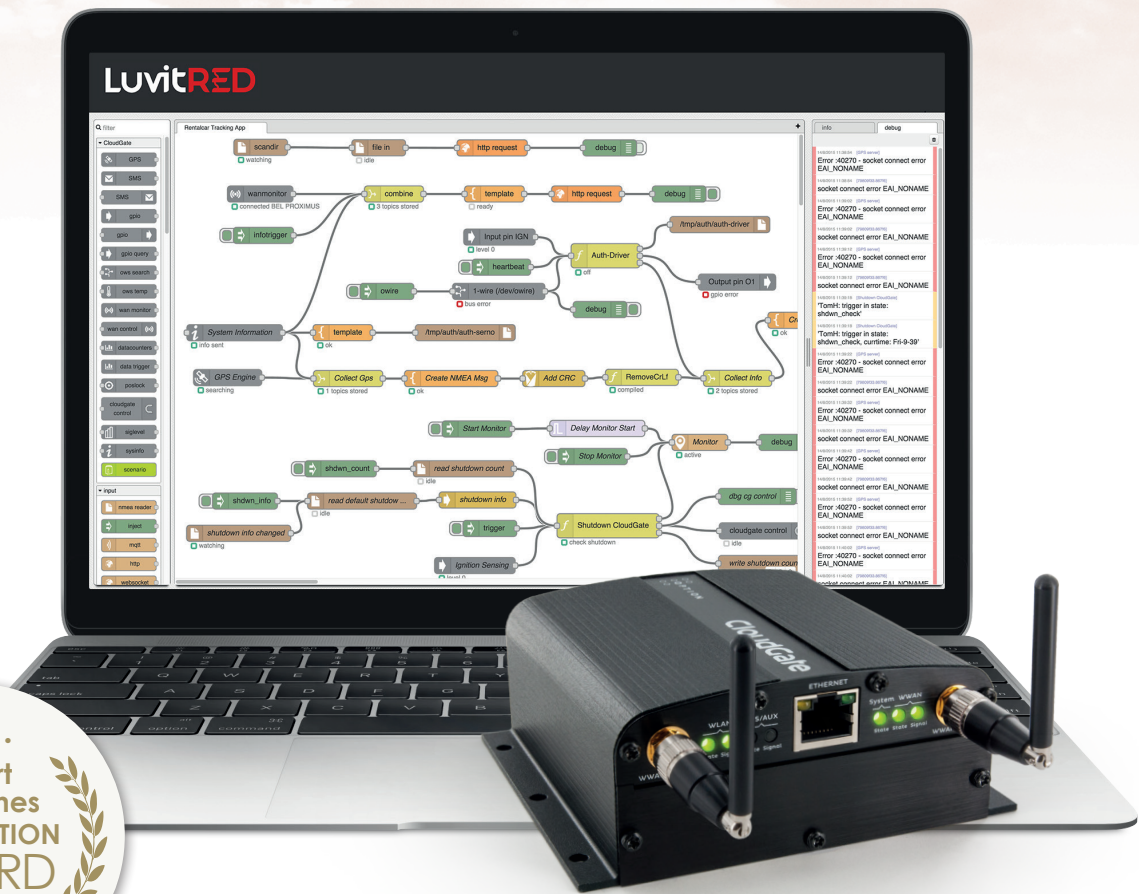 LuvitRED
filter
Rentalcar Tracking App
info
debug
CloudGate
GPS
SMS
SMS
gpio
gpio
gpio query
ows search
ows temp
wan monitor
wan control
datacounters
data trigger
poslock
cloudgate
control
siglevel
sysinfo
scenario
input
nmea reader
inject
mqtt
http
websocket
scandir
watching
file in
idle
http request
debug
wanmonitor
connected BEL PROXIMUS
combine
3 topics stored
template
ready
http request
debug
infotrigger
Input pin IGN
level 0
heartbeat
Auth-Driver
off
/tmp/auth/auth-driver
Output pin O1
gpio error
owire
1-wire (/dev/owire)
bus error
debug
System Information
info sent
template
ok
/tmp/auth/auth-serno
ok
GPS Engine
searching
Collect Gps
1 topics stored
Create NMEA Msg
ok
Add CRC
RemoveCrLf
compiled
Collect Info
2 topics stored
Start Monitor
Delay Monitor Start
Stop Monitor
Monitor
active
debug
shdwn_count
read shutdown count
idle
shdwn_info
read default shutdow ...
idle
shutdown info
shutdown info changed
watching
trigger
Ignition Sensing
level 0
Shutdown CloudGate
check shutdown
dbg cg control
cloudgate control
idle
write shutdown coun
Error :40270 - socket connect error
EAI_NONAME
socket connect error EAI_NONAME
Error :40270 - socket connect error
EAI_NONAME
socket connect error EAI_NONAME
Error :40270 - socket connect error
EAI_NONAME
socket connect error EAI_NONAME
'TomH: trigger in state:
shdwn_check'
'TomH: trigger in state:
shdwn_check, currtime: Fri-9-39'
Error :40270 - socket connect error
EAI_NONAME
socket connect error EAI_NONAME
Error :40270 - socket connect error
EAI_NONAME
socket connect error EAI_NONAME
Error :40270 - socket connect error
EAI_NONAME
socket connect error EAI_NONAME
Error :40270 - socket connect error
EAI_NONAME
socket connect error EAI_NONAME
Error :40270 - socket connect error
EAI_NONAME
socket connect error EAI_NONAME
tab
caps lock
option
command
OPTION
CloudGate
ETHERNET
WLAN
S/AUX
System
WWAN
State
Signal
State
State
Signal